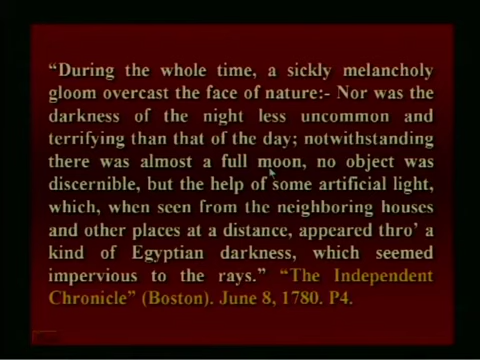 “During the whole time, a sickly melancholy
gloom overcast the face of nature:- Nor was the
darkness of the night less uncommon and
terrifying than that of the day; notwithstanding
there was almost a full moon, no object was
discernible, but the help of some artificial light,
which, when seen from the neighboring houses
and other places at a distance, appeared thro’ a
kind of Egyptian darkness, which seemed
impervious to the rays.” “The Independent
Chronicle” (Boston). June 8, 1780. P4.